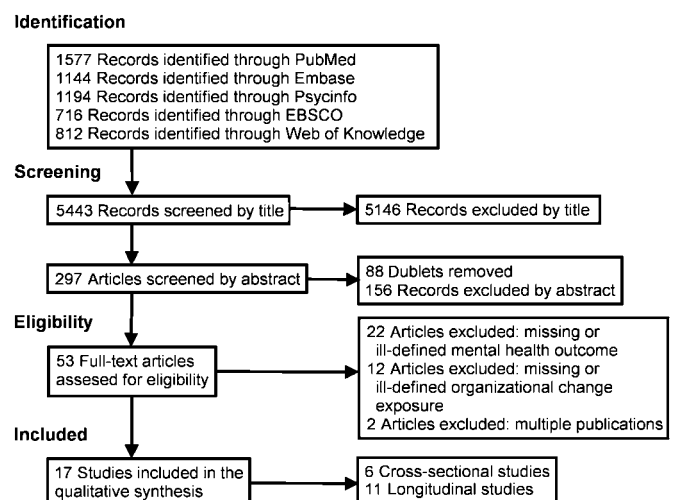 Identification
1577 Records identified through PubMed
1144 Records identified through Embase
1194 Records identified through Psycinfo
716 Records identified through EBSCO
812 Records identified through Web of Knowledge
Screening
5443 Records screened by title
5146 Records excluded by title
297 Articles screened by abstract
88 Dublets removed
156 Records excluded by abstract
Eligibility
53 Full-text articles
assesed for eligibility
22 Articles excluded: missing or
ill-defined mental health outcome
12 Articles excluded: missing or
ill-defined organizational change
exposure
2 Articles excluded: multiple publications
Included
17 Studies included in the
qualitative synthesis
6 Cross-sectional studies
11 Longitudinal studies